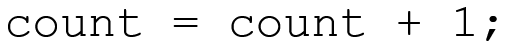 count = count + 1;